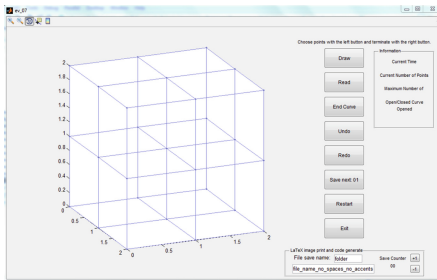 ev_07
Choose points with the left button and terminate with the right button.
Draw
Read
End Curve
Undo
Redo
Save next: 01
Restart
Exit
Information
Current Time
Current Number of Points
Maximum Number of
Open/Closed Curve
Opened
2
1.8
1.6
1.4
1.2
1
0.8
0.6
0.4
0.2
0
0
0.5
1
1.5
2
0
0.5
1
1.5
2
LaTeX image print and code generate
File save name: folder
file_name_no_spaces_no_accents
Save Counter
00
+1
-1